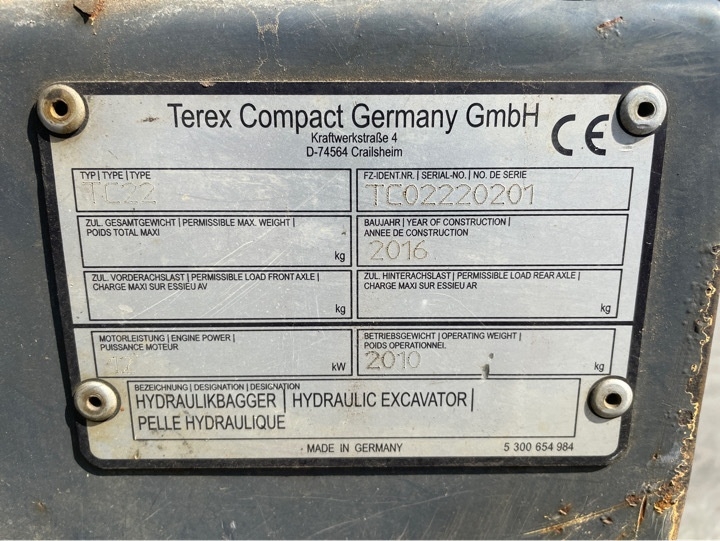 Terex Compact Germany GmbH
Kraftwerkstraße 4
D-74564 Crailsheim
CE
TYP | TYPE | TYPE
TC22
FZ-IDENT.NR. | SERIAL-NO. | NO. DE SERIE
TC02220201
ZUL. GESAMTGEWICHT | PERMISSIBLE MAX. WEIGHT |
POIDS TOTAL MAXI
kg
BAUJAHR | YEAR OF CONSTRUCTION |
ANNEE DE CONSTRUCTION
2016
ZUL. VORDERACHSLAST | PERMISSIBLE LOAD FRONT AXLE |
CHARGE MAXI SUR ESSIEU AV
kg
ZUL. HINTERACHSLAST | PERMISSIBLE LOAD REAR AXLE |
CHARGE MAXI SUR ESSIEU AR
kg
MOTORLEISTUNG | ENGINE POWER |
PUISSANCE MOTEUR
kW
BETRIEBSGEWICHT | OPERATING WEIGHT |
POIDS OPERATIONNEL
2010
kg
BEZEICHNUNG | DESIGNATION | DESIGNATION
HYDRAULIKBAGGER | HYDRAULIC EXCAVATOR |
PELLE HYDRAULIQUE
MADE IN GERMANY
5 300 654 984